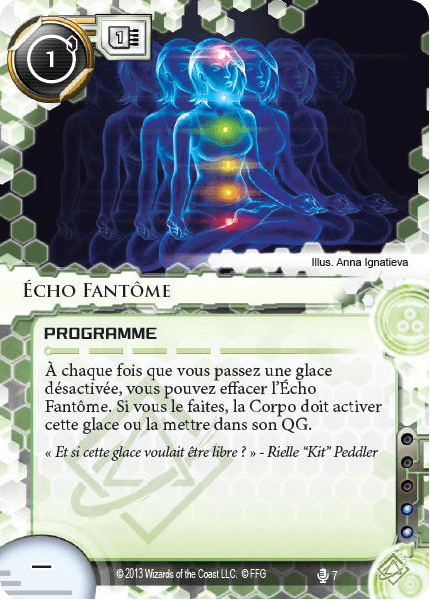 1
1
Illus. Anna Ignatieva
Écho Fantôme
PROGRAMME
À chaque fois que vous passez une glace
désactivée, vous pouvez effacer l'Écho
Fantôme. Si vous le faites, la Corpo doit activer
cette glace ou la mettre dans son QG.
« Et si cette glace voulait être libre ? » - Rielle “Kit” Peddler
–
© 2013 Wizards of the Coast LLC. © FFG
7